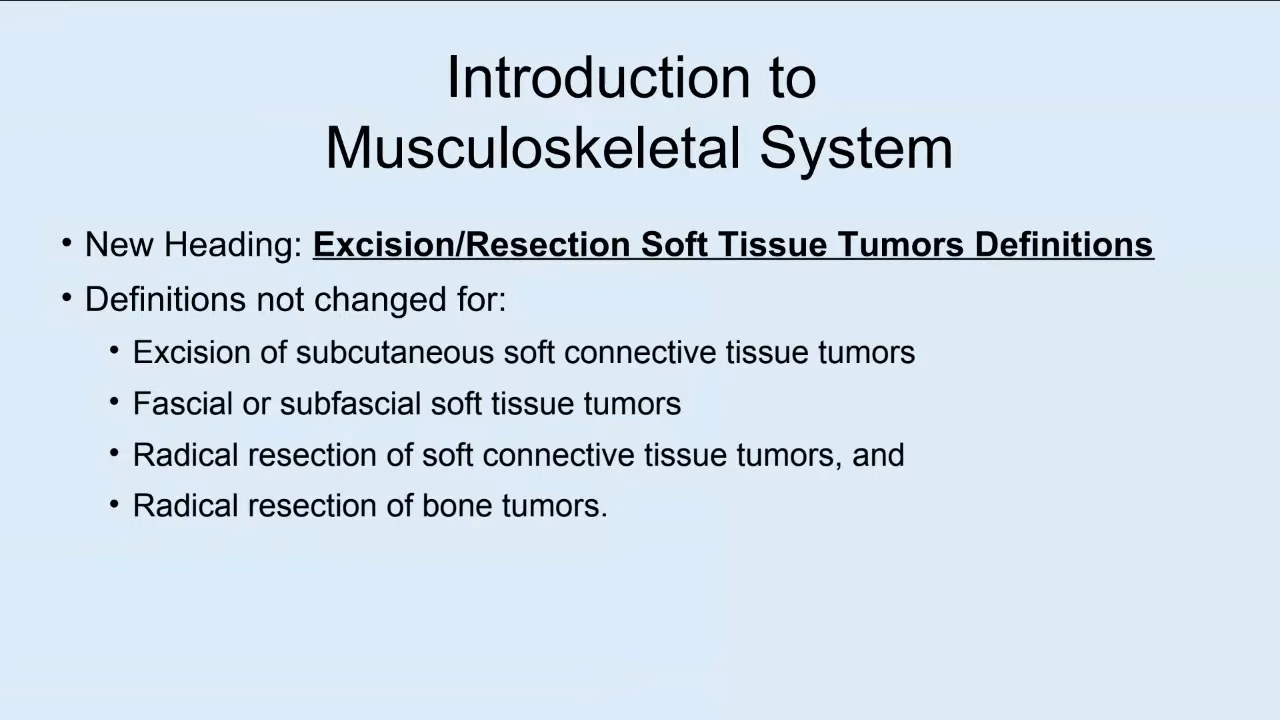 Introduction to
Musculoskeletal System
• New Heading: Excision/Resection Soft Tissue Tumors Definitions
• Definitions not changed for:
• Excision of subcutaneous soft connective tissue tumors
• Fascial or subfascial soft tissue tumors
• Radical resection of soft connective tissue tumors, and
• Radical resection of bone tumors.